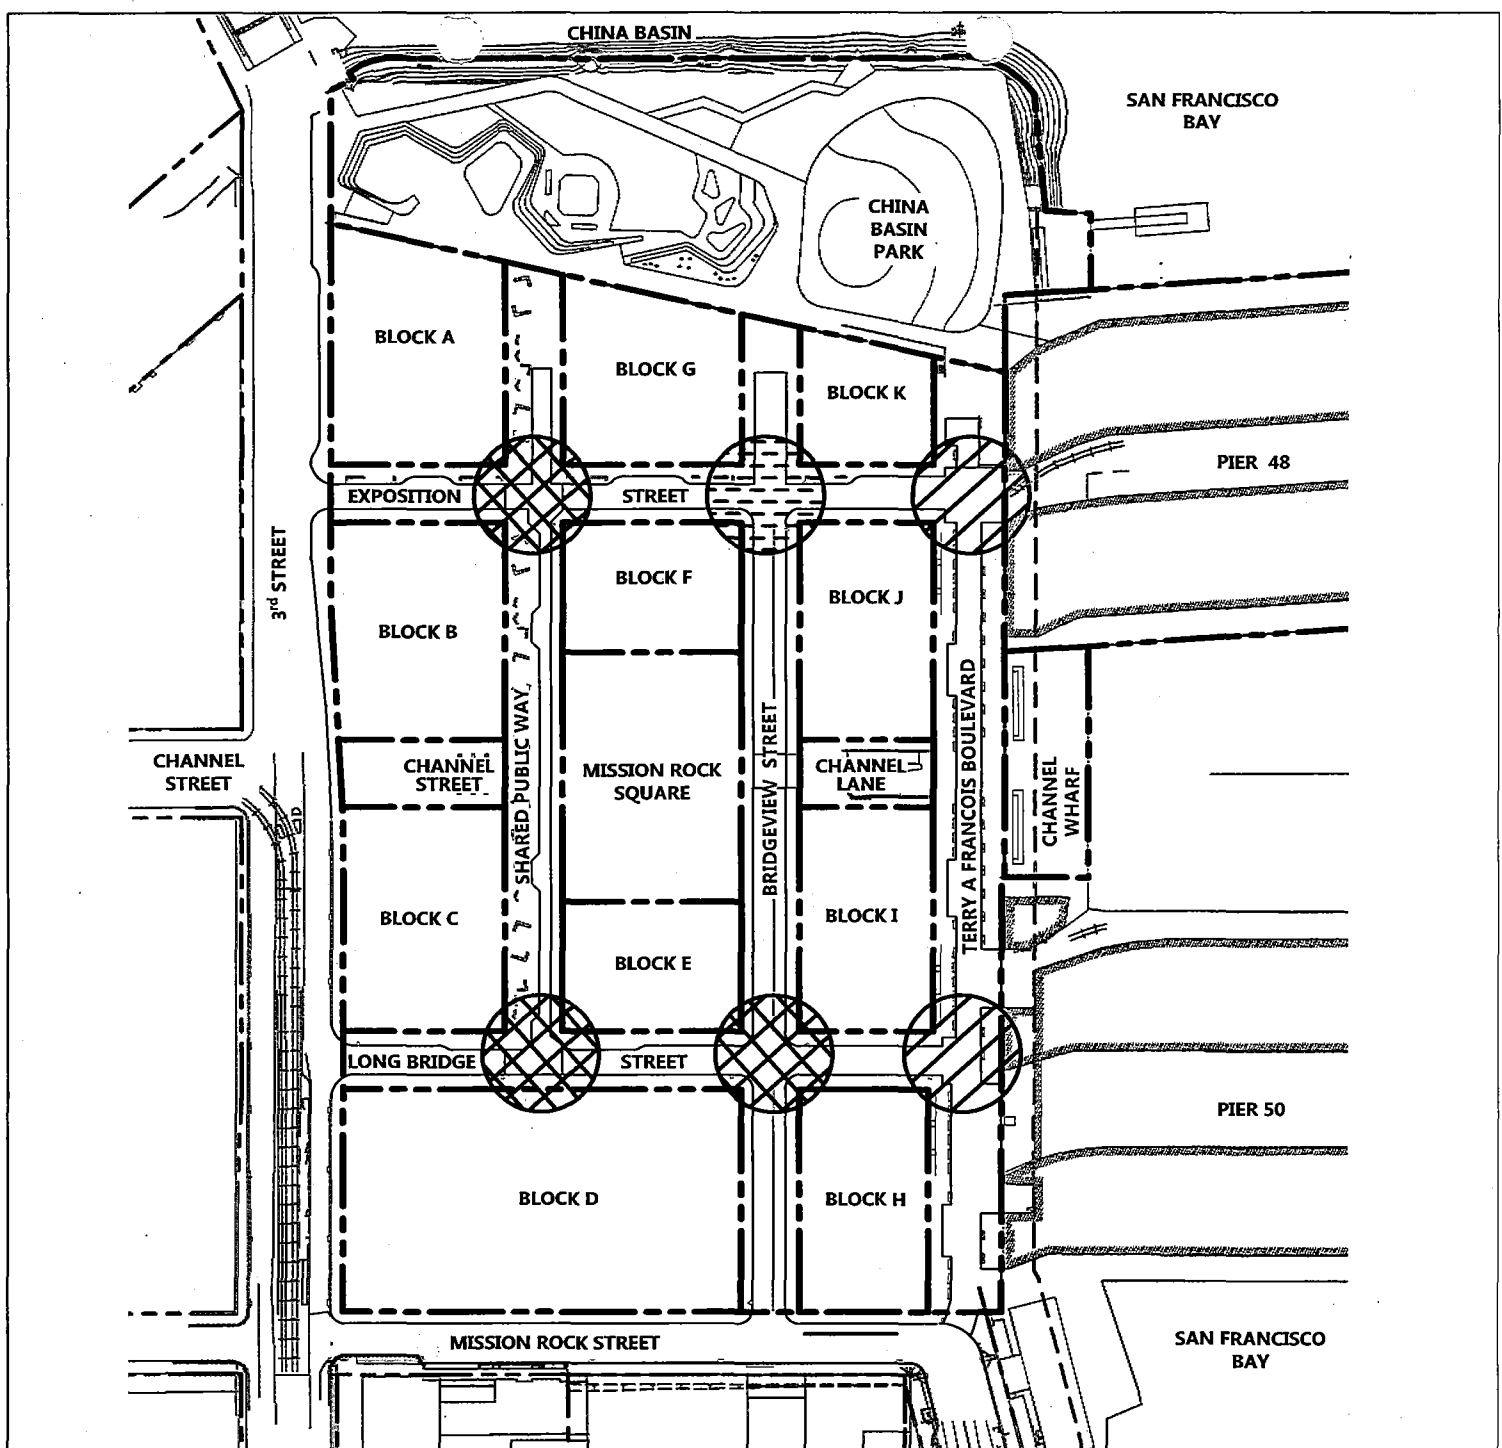 CHINA BASIN
SAN FRANCISCO
BAY
CHINA
BASIN
PARK
BLOCK A
BLOCK G
BLOCK K
PIER 48
EXPOSITION
STREET
3rd STREET
BLOCK F
BLOCK J
BLOCK B
CHANNEL
STREET
CHANNEL
STREET
SHARED PUBLIC WAY
MISSION ROCK
SQUARE
BRIDGEVIEW STREET
CHANNEL
LANE
TERRY A FRANCOIS BOULEVARD
CHANNEL
WHARF
BLOCK C
BLOCK I
BLOCK E
LONG BRIDGE
STREET
PIER 50
BLOCK D
BLOCK H
MISSION ROCK STREET
SAN FRANCISCO
BAY